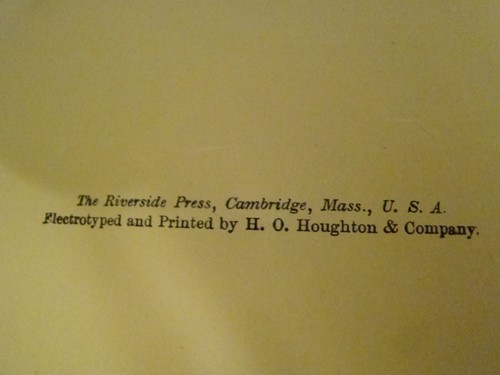 The Riverside Press, Cambridge, Mass., U. S. A.
Electrotyped and Printed by H. O. Houghton & Company.